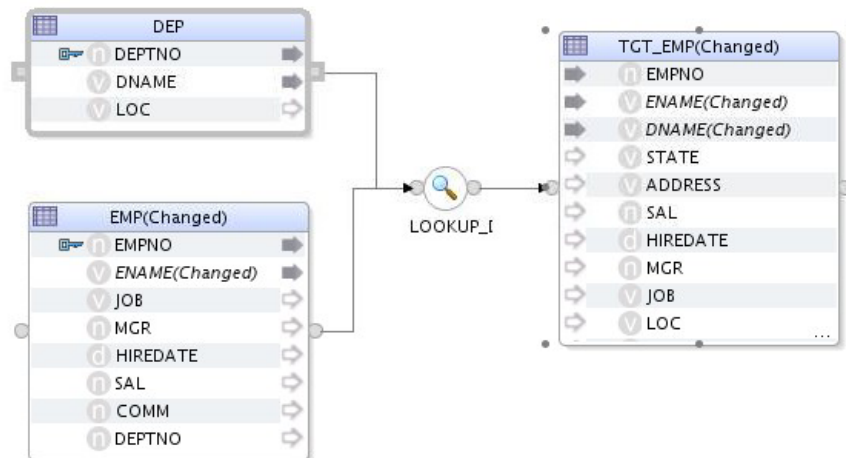 DEP
n DEPTNO
v DNAME
v LOC
EMP(Changed)
n EMPNO
v ENAME(Changed)
v JOB
n MGR
d HIREDATE
n SAL
n COMM
n DEPTNO
LOOKUP_I
TGT_EMP(Changed)
n EMPNO
v ENAME(Changed)
v DNAME(Changed)
v STATE
v ADDRESS
n SAL
d HIREDATE
n MGR
v JOB
v LOC
...